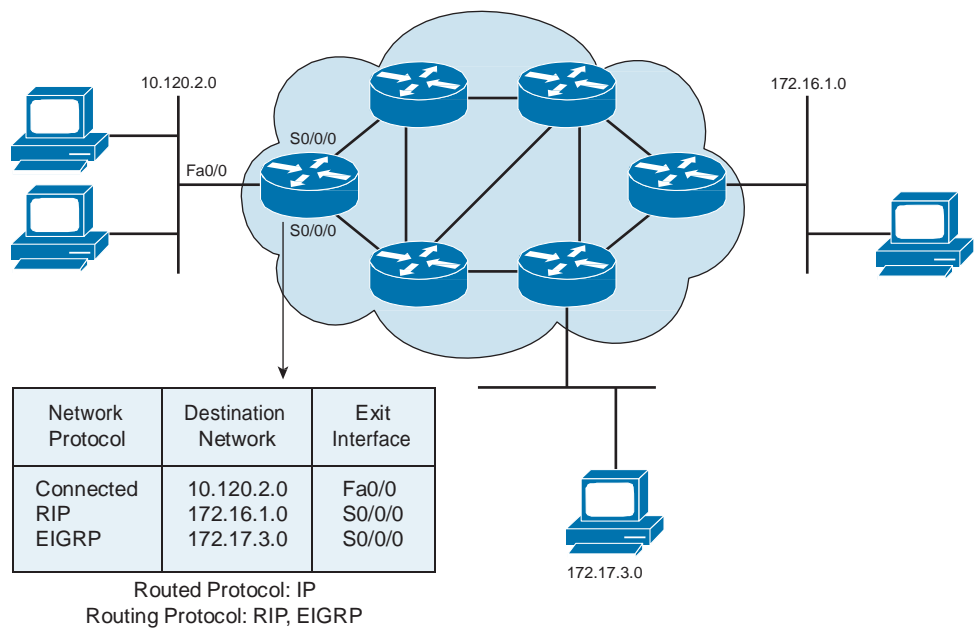 10.120.2.0
172.16.1.0
S0/0/0
Fa0/0
S0/0/0
Network Protocol
Destination Network
Exit Interface
Connected 10.120.2.0 Fa0/0
RIP 172.16.1.0 S0/0/0
EIGRP 172.17.3.0 S0/0/0
172.17.3.0
Routed Protocol: IP
Routing Protocol: RIP, EIGRP